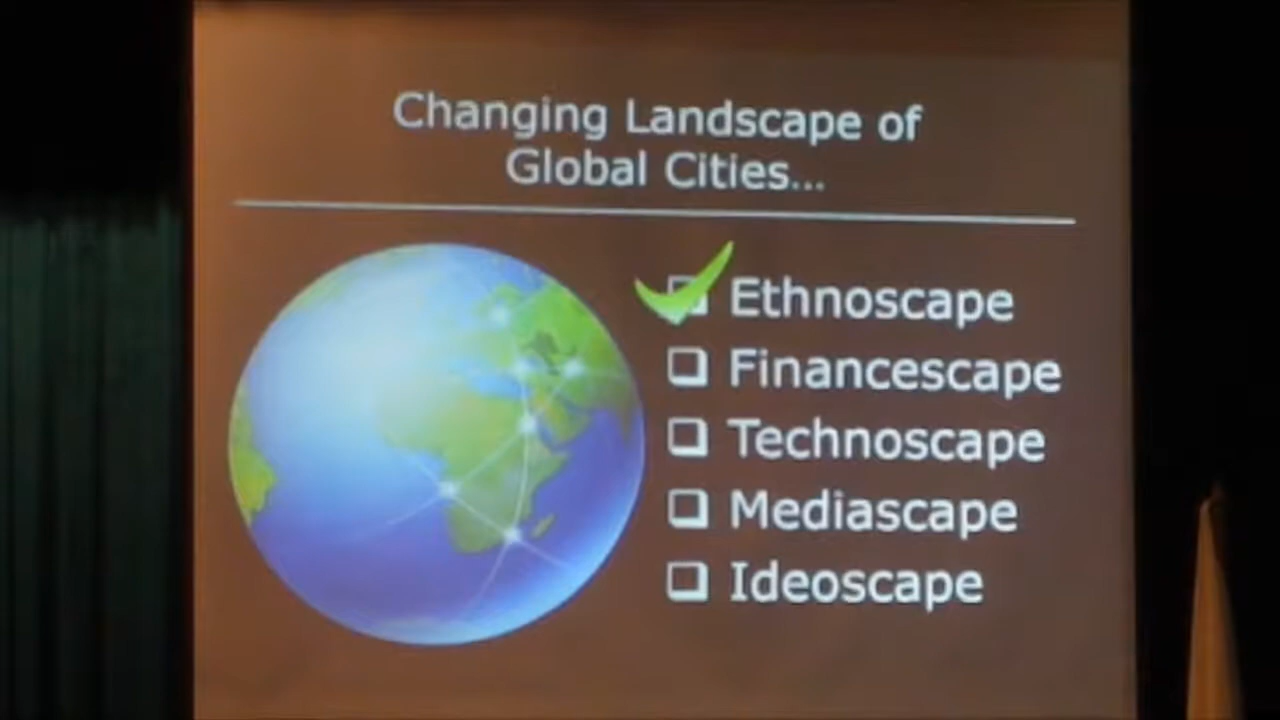 Changing Landscape of
Global Cities...
Ethnoscape
Financescape
Technoscape
Mediascape
Ideoscape